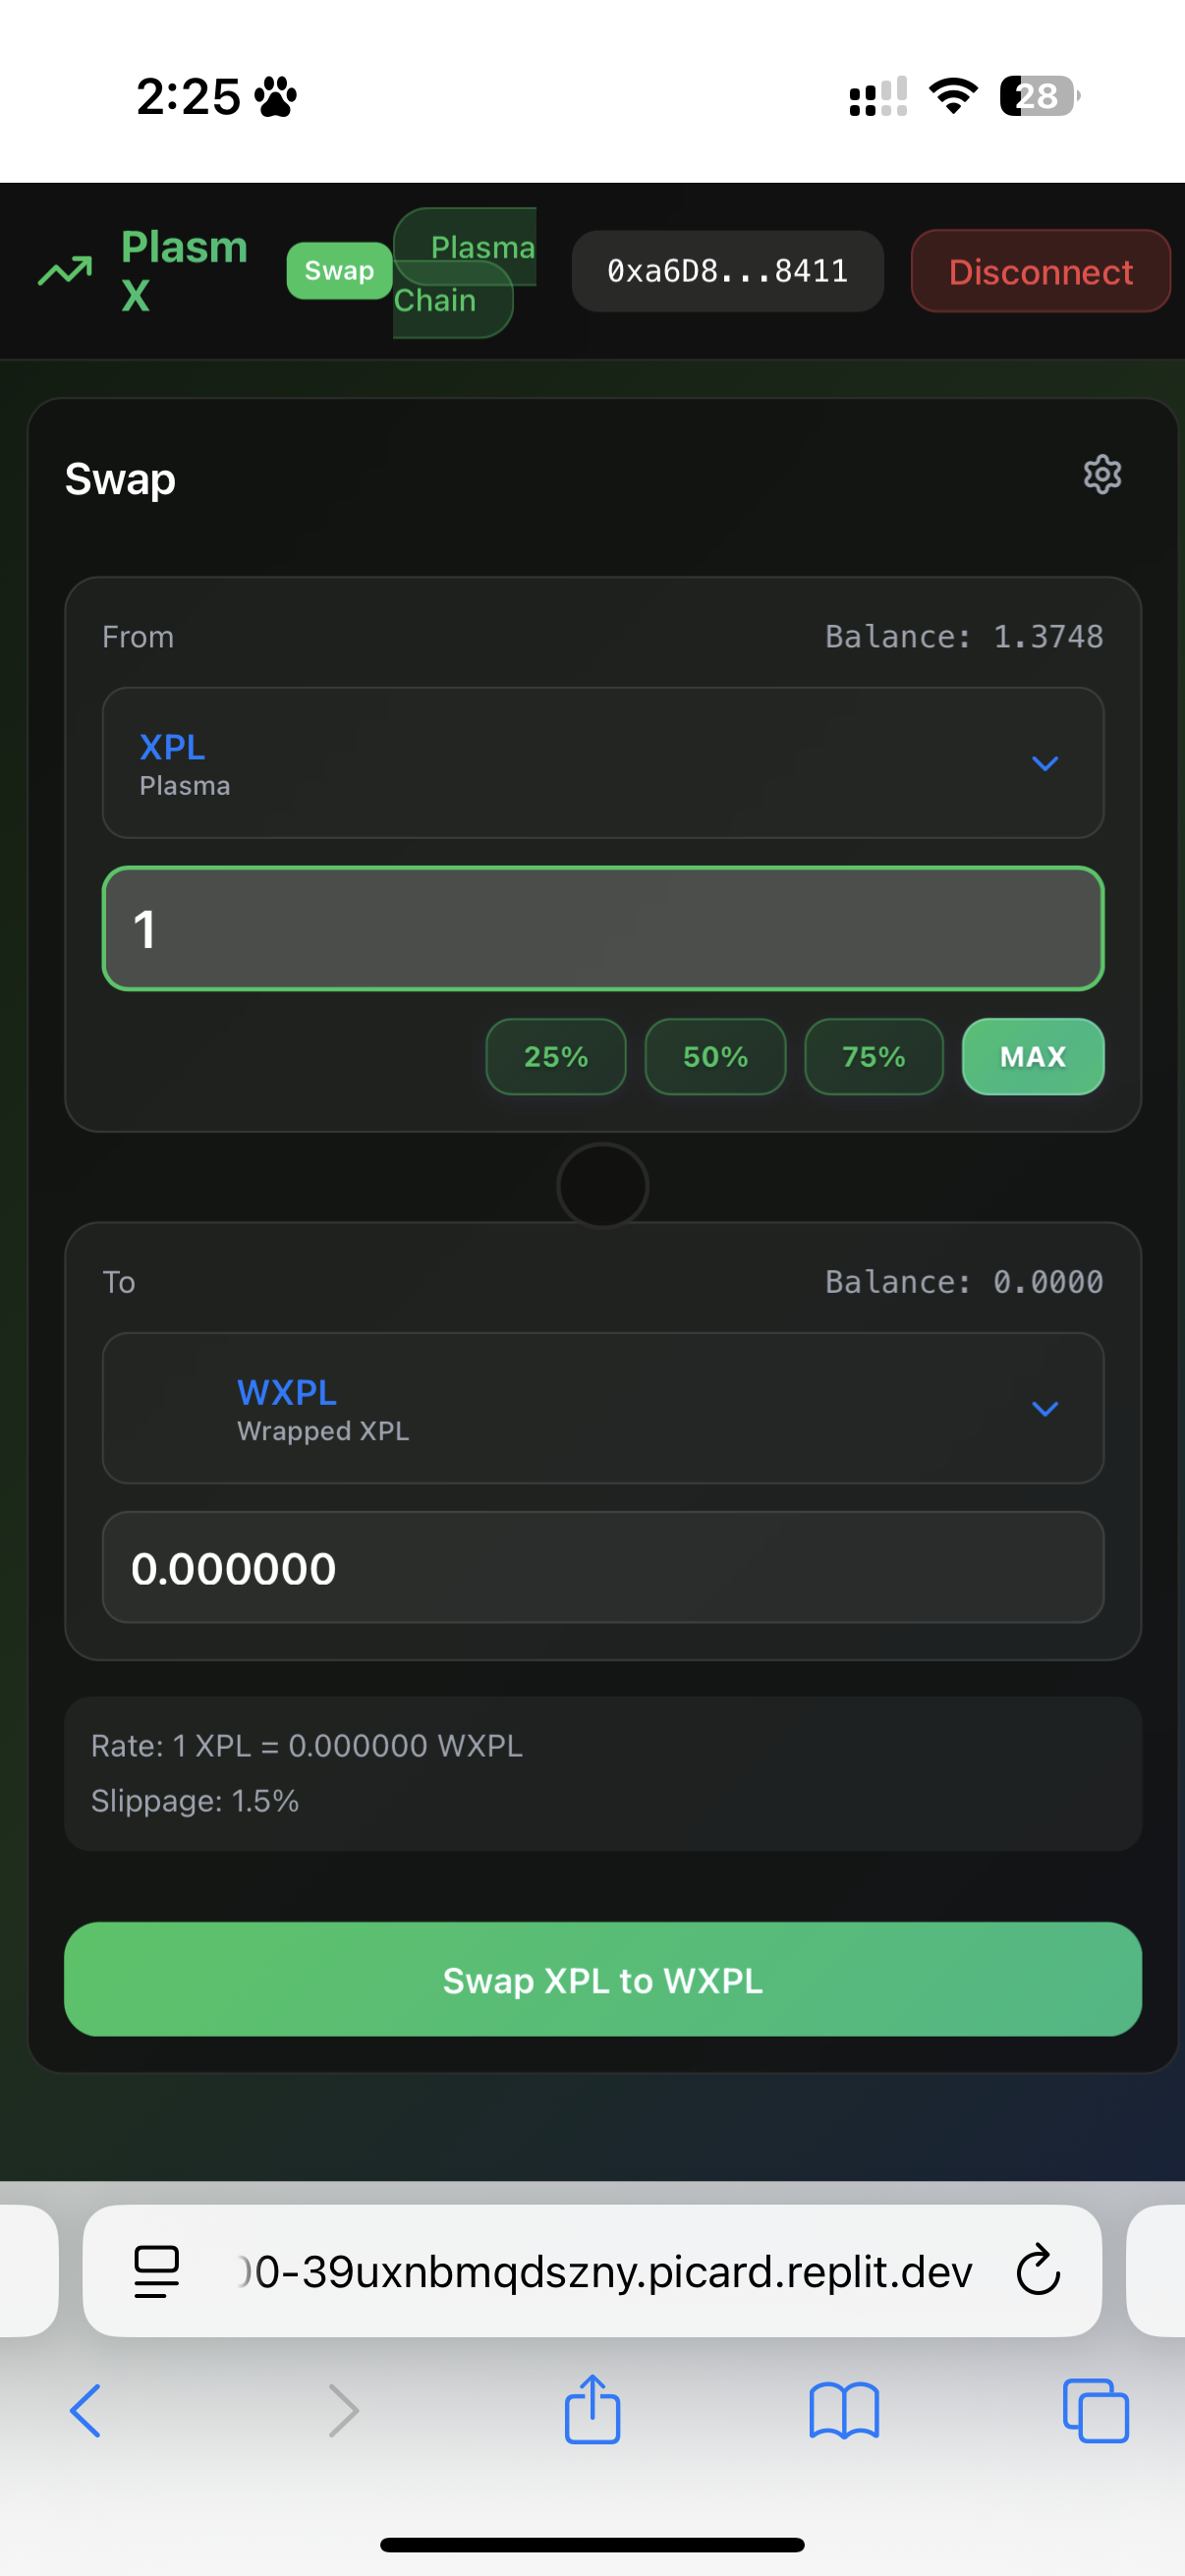 2:25
28
Plasm
X
Swap
Plasma
Chain
0xa6D8...8411
Disconnect
Swap
From
Balance: 1.3748
XPL
Plasma
1
25%
50%
75%
MAX
To
Balance: 0.0000
WXPL
Wrapped XPL
0.000000
Rate: 1 XPL = 0.000000 WXPL
Slippage: 1.5%
Swap XPL to WXPL
0-39uxnbmqdszny.picard.replit.dev